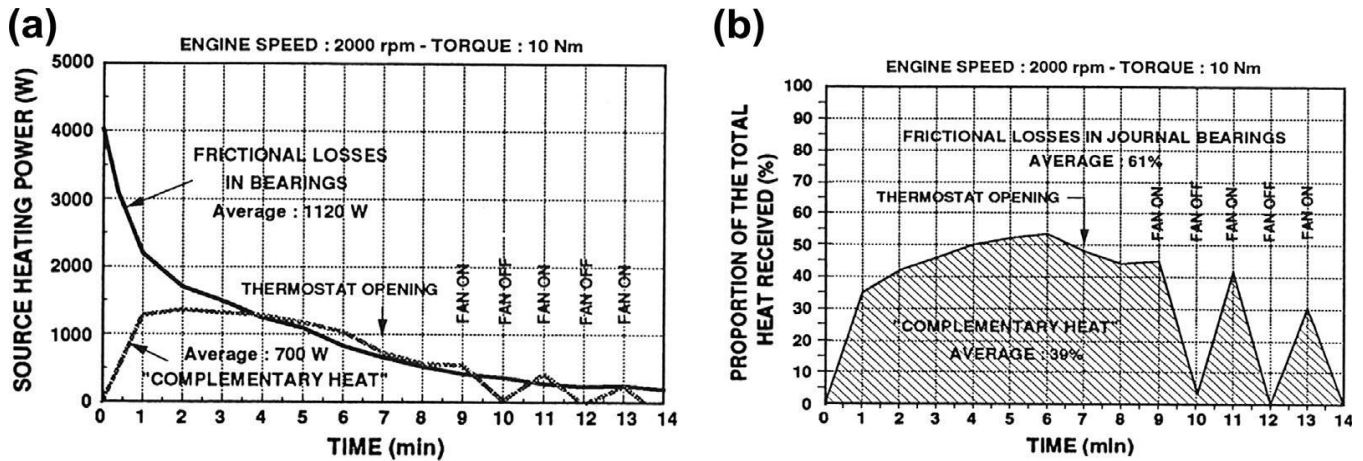 (a)
ENGINE SPEED : 2000 rpm - TORQUE : 10 Nm
SOURCE HEATING POWER (W)
5000
4000
3000
2000
1000
0
FRICTIONAL LOSSES
IN BEARINGS
Average : 1120 W
THERMOSTAT OPENING
FAN ON
FAN OFF
FAN ON
FAN OFF
FAN ON
Average : 700 W
"COMPLEMENTARY HEAT"
0 1 2 3 4 5 6 7 8 9 10 11 12 13 14
TIME (min)
(b)
ENGINE SPEED : 2000 rpm - TORQUE : 10 Nm
PROPORTION OF THE TOTAL
HEAT RECEIVED (%)
100
90
80
70
60
50
40
30
20
10
0
FRICTIONAL LOSSES IN JOURNAL BEARINGS
AVERAGE : 61%
THERMOSTAT OPENING
FAN ON
FAN OFF
FAN ON
FAN OFF
FAN ON
"COMPLEMENTARY HEAT"
AVERAGE : 39%
0 1 2 3 4 5 6 7 8 9 10 11 12 13 14
TIME (min)